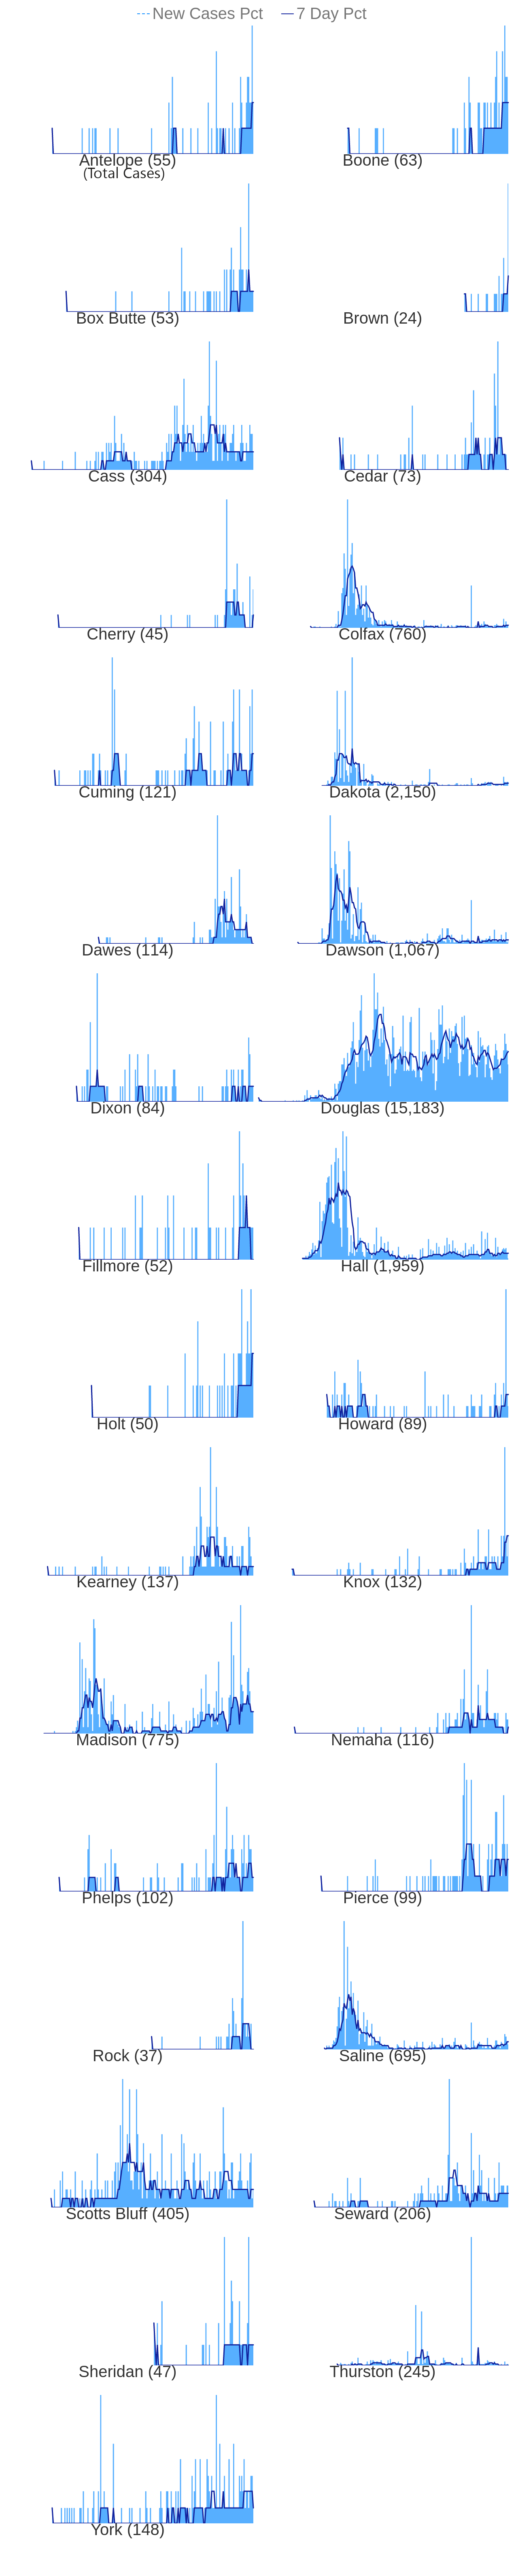 New Cases Pct 7 Day Pct
Antelope (55) Boone (63)
(Total Cases)
Box Butte (53) Brown (24)
Cass (304) Cedar (73)
Cherry (45) Colfax (760)
Cuming (121) Dakota (2,150)
Dawes (114) Dawson (1,067)
Dixon (84) Douglas (15,183)
Fillmore (52) Hall (1,959)
Holt (50) Howard (89)
Kearney (137) Knox (132)
Madison (775) Nemaha (116)
Phelps (102) Pierce (99)
Rock (37) Saline (695)
Scotts Bluff (405) Seward (206)
Sheridan (47) Thurston (245)
York (148)